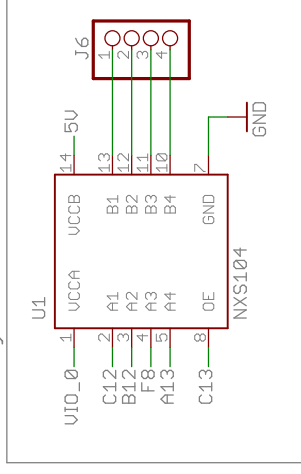 J6
1
2
3
4
5V
GND
14
13
12
11
10
7
VCCB
B1
B2
B3
B4
GND
U1
VCCA
A1
A2
A3
A4
OE
NXS104
1
2
3
4
5
8
VIO_0
C12
B12
F8
A13
C13